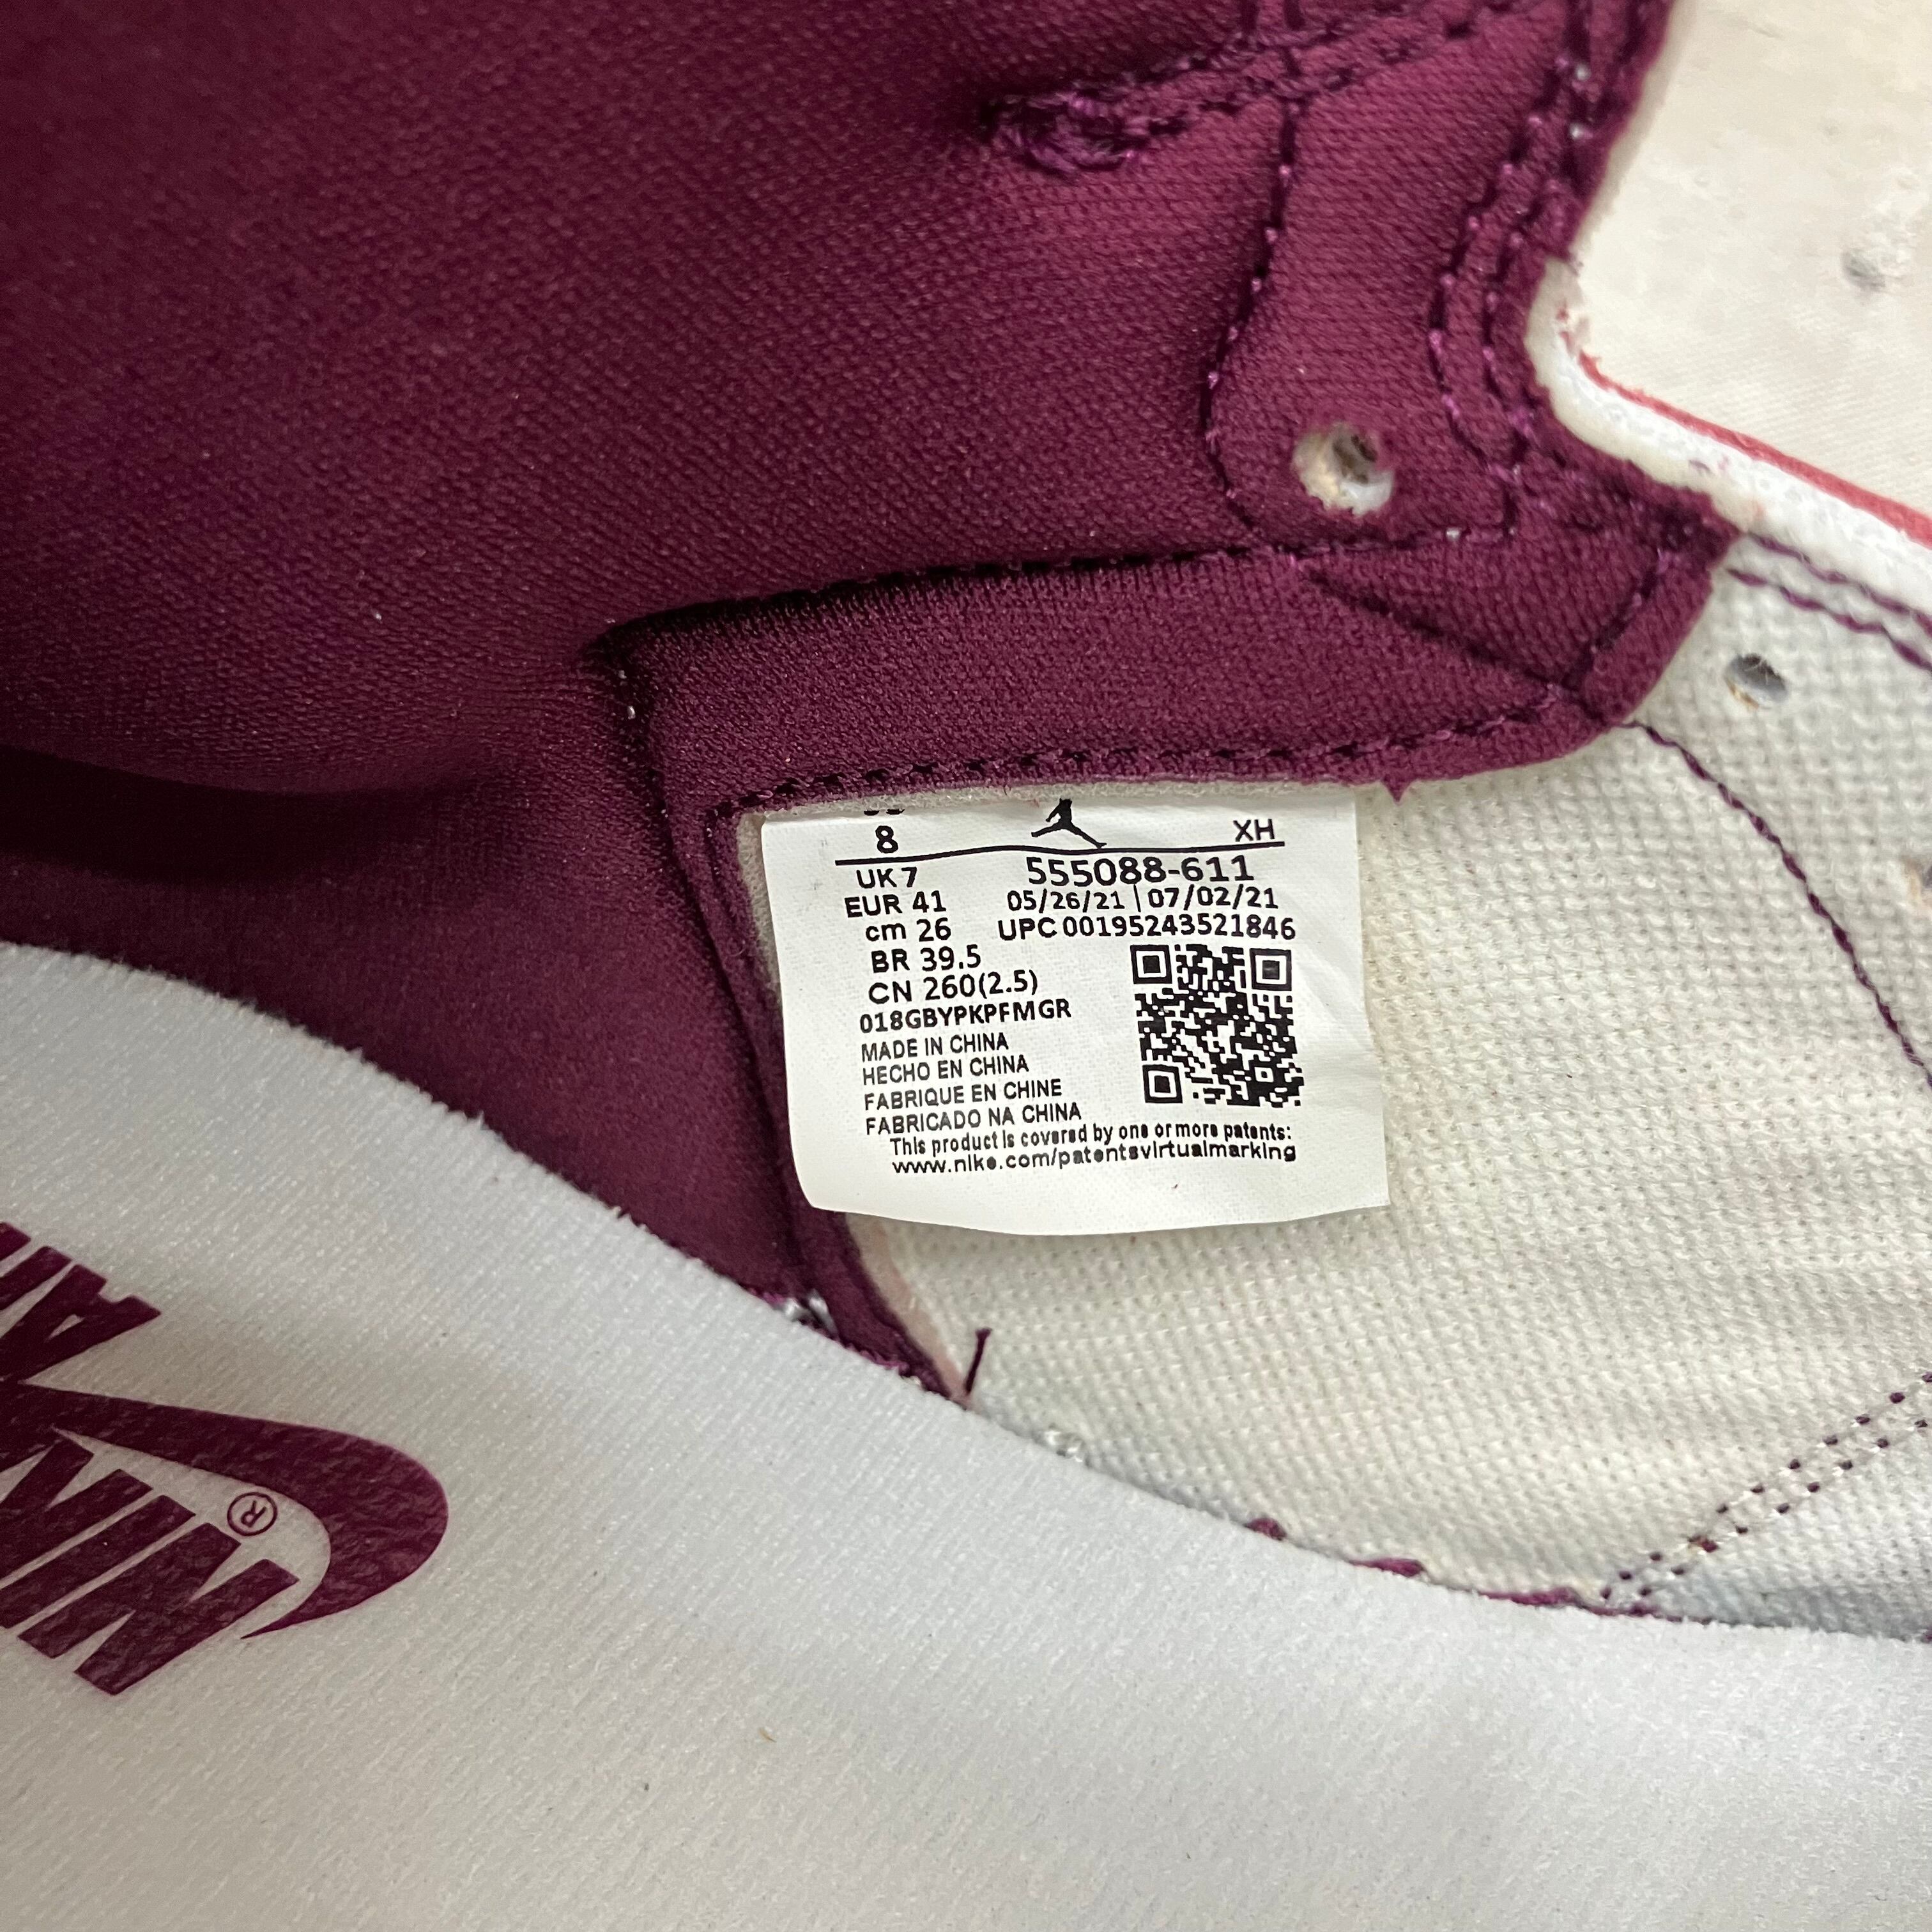 8 XH
UK 7 555088-611
EUR 41 05/26/21 | 07/02/21
cm 26 UPC 00195243521846
BR 39.5
CN 260(2.5)
018GBYPKPFMGR
MADE IN CHINA
HECHO EN CHINA
FABRIQUE EN CHINE
FABRICADO NA CHINA
This product is covered by one or more patents:
www.nike.com/patentsvirtualmarking
®